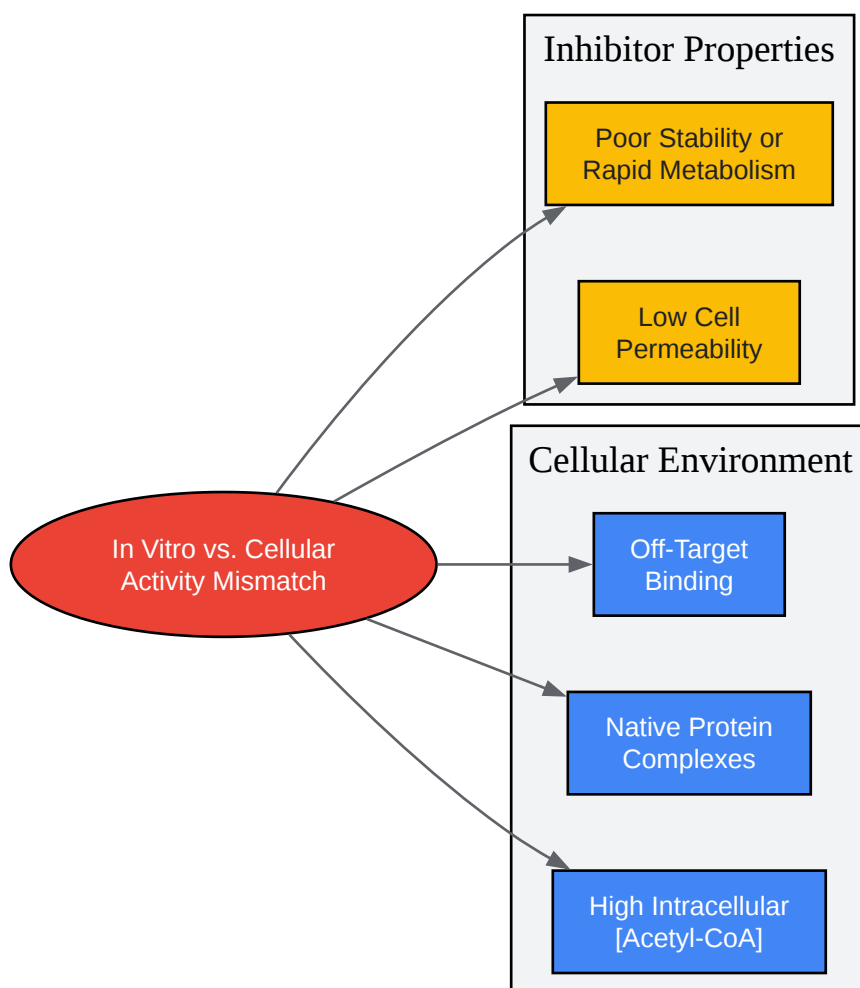 Inhibitor Properties
Poor Stability or
Rapid Metabolism
Low Cell
Permeability
Cellular Environment
In Vitro vs. Cellular
Activity Mismatch
Off-Target
Binding
Native Protein
Complexes
High Intracellular
[Acetyl-CoA]